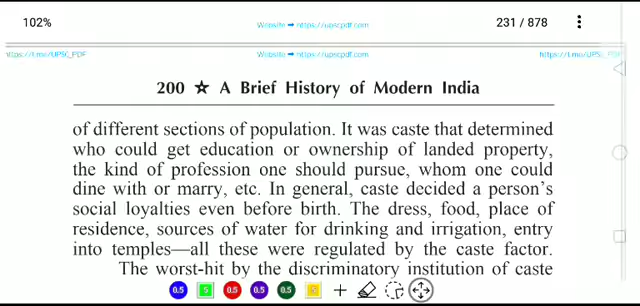 102%
Website ➡ https://upscpdf.com
231 / 878
https://t.me/UPSC_PDF
Website ➡ https://upscpdf.com
https://t.me/UPSC_PDF
200 ★ A Brief History of Modern India
of different sections of population. It was caste that determined
who could get education or ownership of landed property,
the kind of profession one should pursue, whom one could
dine with or marry, etc. In general, caste decided a person's
social loyalties even before birth. The dress, food, place of
residence, sources of water for drinking and irrigation, entry
into temples—all these were regulated by the caste factor.
The worst-hit by the discriminatory institution of caste
0.5 5 0.5 0.5 0.5 5